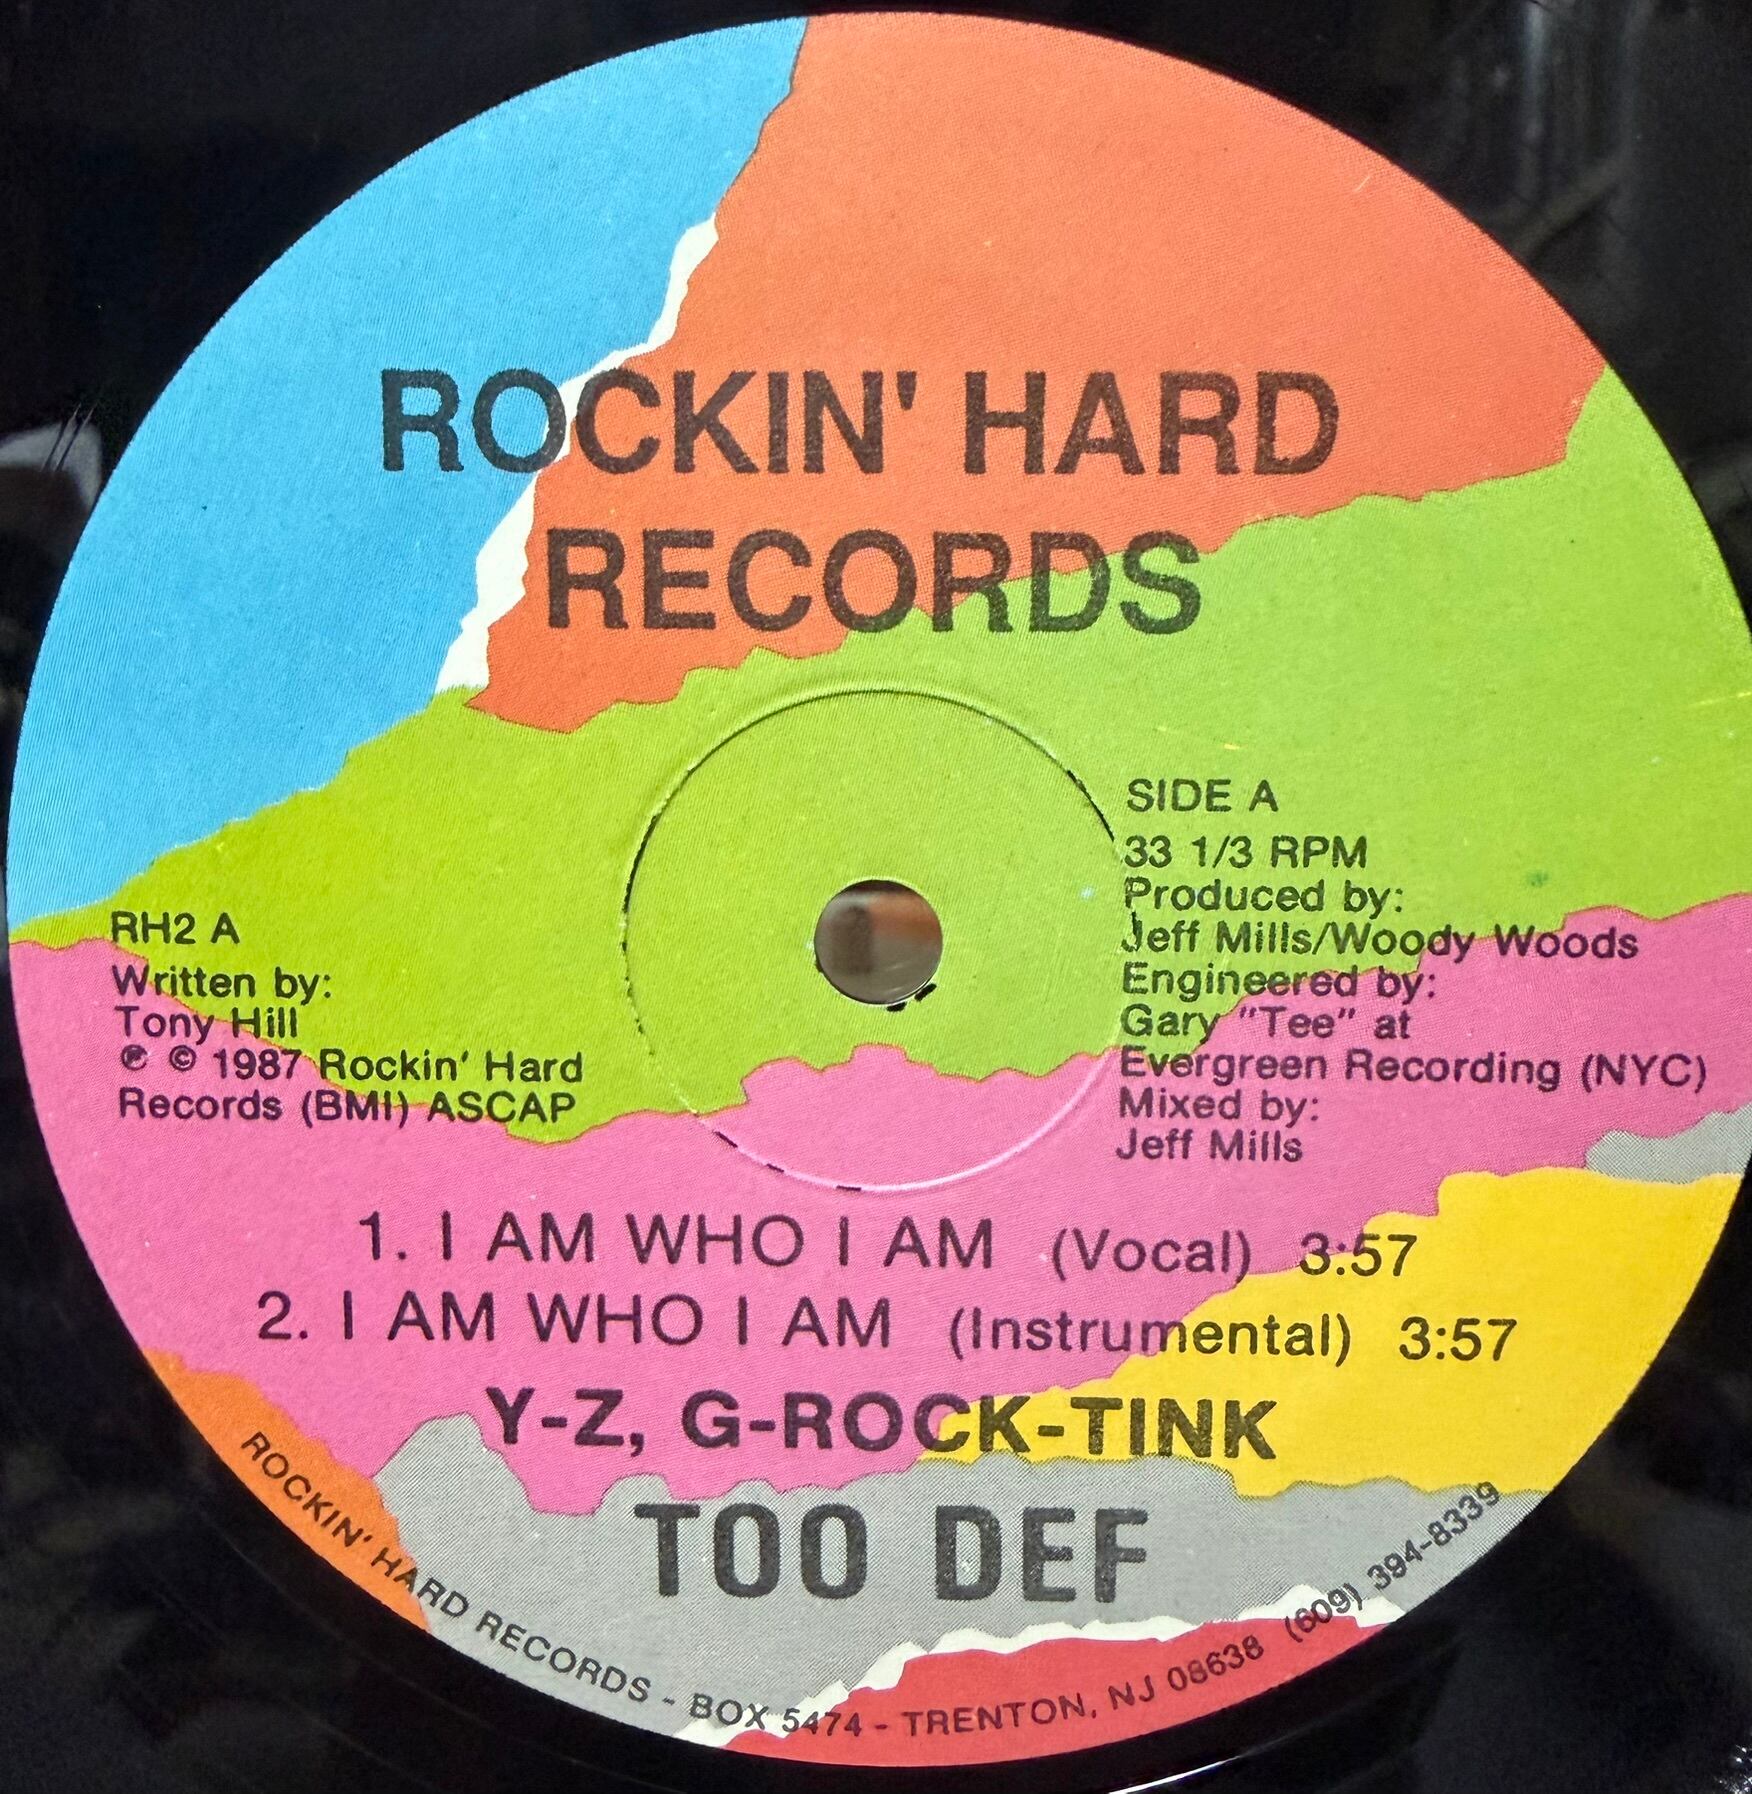 ROCKIN' HARD
RECORDS
SIDE A
33 1/3 RPM
Produced by:
Jeff Mills/Woody Woods
Engineered by:
Gary "Tee" at
Evergreen Recording (NYC)
Mixed by:
Jeff Mills
RH2 A
Written by:
Tony Hill
℗ © 1987 Rockin' Hard
Records (BMI) ASCAP
1. I AM WHO I AM (Vocal) 3:57
2. I AM WHO I AM (Instrumental) 3:57
Y-Z, G-ROCK-TINK
TOO DEF
ROCKIN' HARD RECORDS - BOX 5474 - TRENTON, NJ 08638 (609) 394-8339